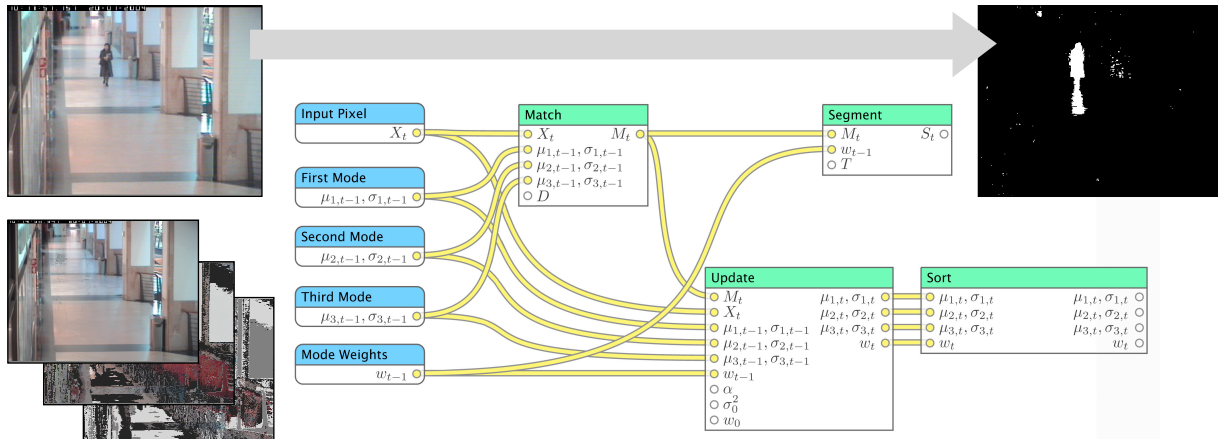 Input Pixel
X_t
First Mode
μ_{1,t−1}, σ_{1,t−1}
Second Mode
μ_{2,t−1}, σ_{2,t−1}
Third Mode
μ_{3,t−1}, σ_{3,t−1}
Mode Weights
w_{t−1}
Match
X_t M_t
μ_{1,t−1}, σ_{1,t−1}
μ_{2,t−1}, σ_{2,t−1}
μ_{3,t−1}, σ_{3,t−1}
D
Segment
M_t S_t
w_{t−1}
T
Update
M_t μ_{1,t}, σ_{1,t}
X_t μ_{2,t}, σ_{2,t}
μ_{1,t−1}, σ_{1,t−1} μ_{3,t}, σ_{3,t}
μ_{2,t−1}, σ_{2,t−1} w_t
μ_{3,t−1}, σ_{3,t−1}
w_{t−1}
α
σ_0^2
w_0
Sort
μ_{1,t}, σ_{1,t} μ_{1,t}, σ_{1,t}
μ_{2,t}, σ_{2,t} μ_{2,t}, σ_{2,t}
μ_{3,t}, σ_{3,t} μ_{3,t}, σ_{3,t}
w_t w_t